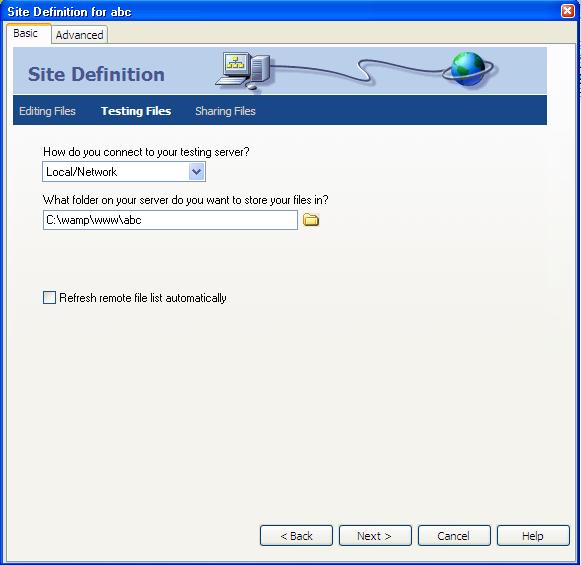 Site Definition for abc
Basic Advanced
Site Definition
Editing Files Testing Files Sharing Files
How do you connect to your testing server?
Local/Network
What folder on your server do you want to store your files in?
C:\wamp\www\abc
Refresh remote file list automatically
< Back Next > Cancel Help